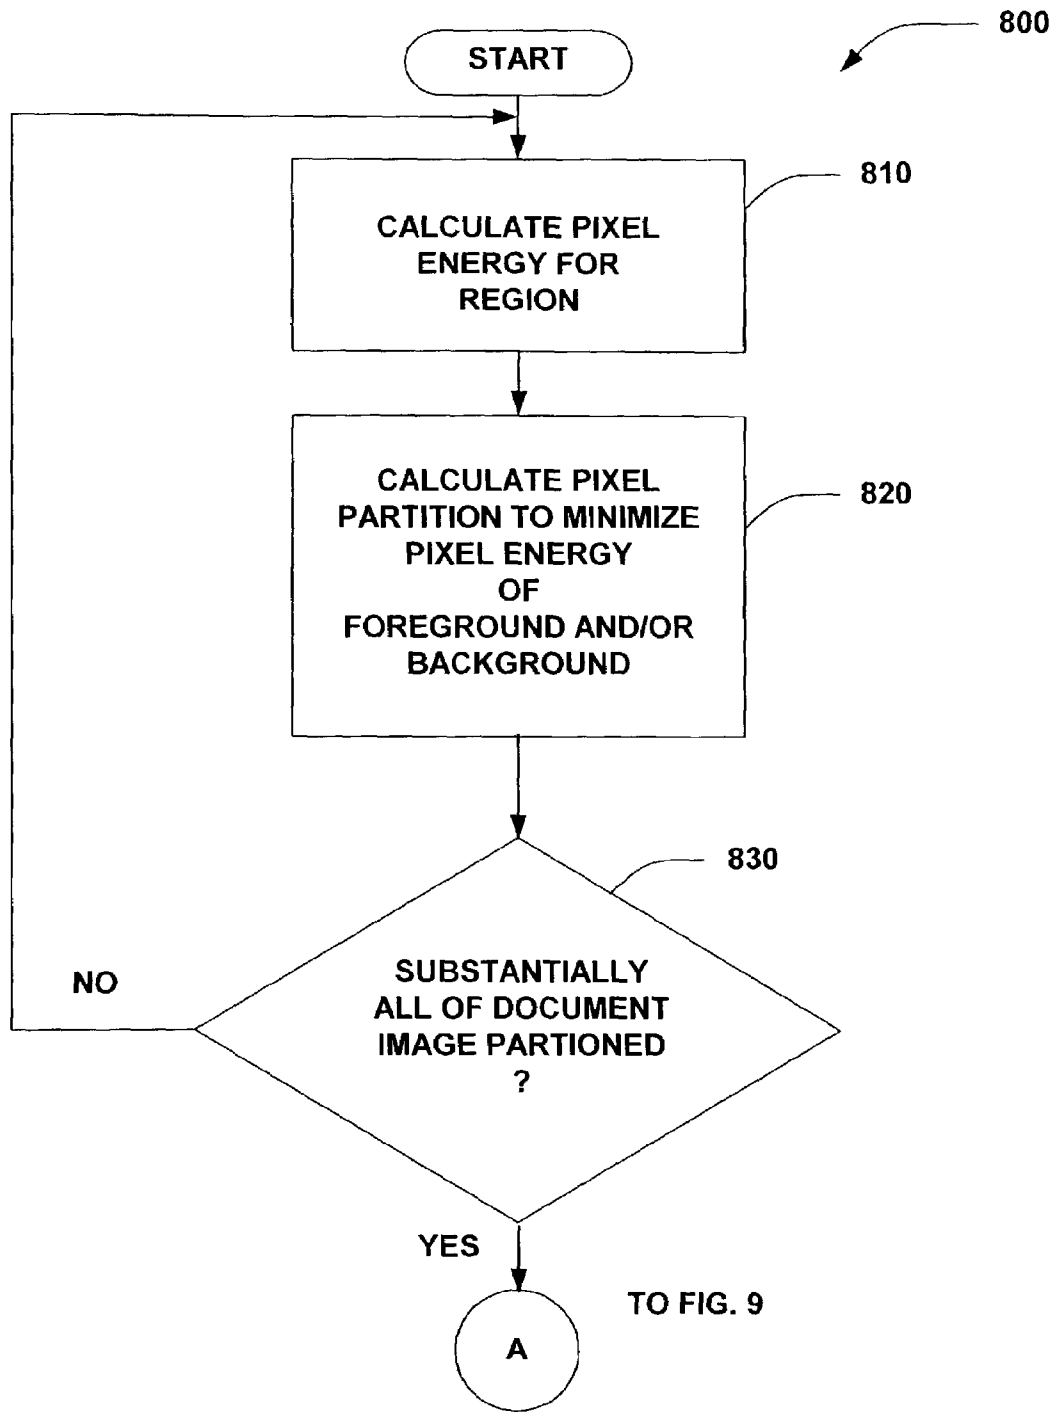 800
START
810
CALCULATE PIXEL
ENERGY FOR
REGION
820
CALCULATE PIXEL
PARTITION TO MINIMIZE
PIXEL ENERGY
OF
FOREGROUND AND/OR
BACKGROUND
830
SUBSTANTIALLY
ALL OF DOCUMENT
IMAGE PARTIONED
?
NO
YES
TO FIG. 9
A